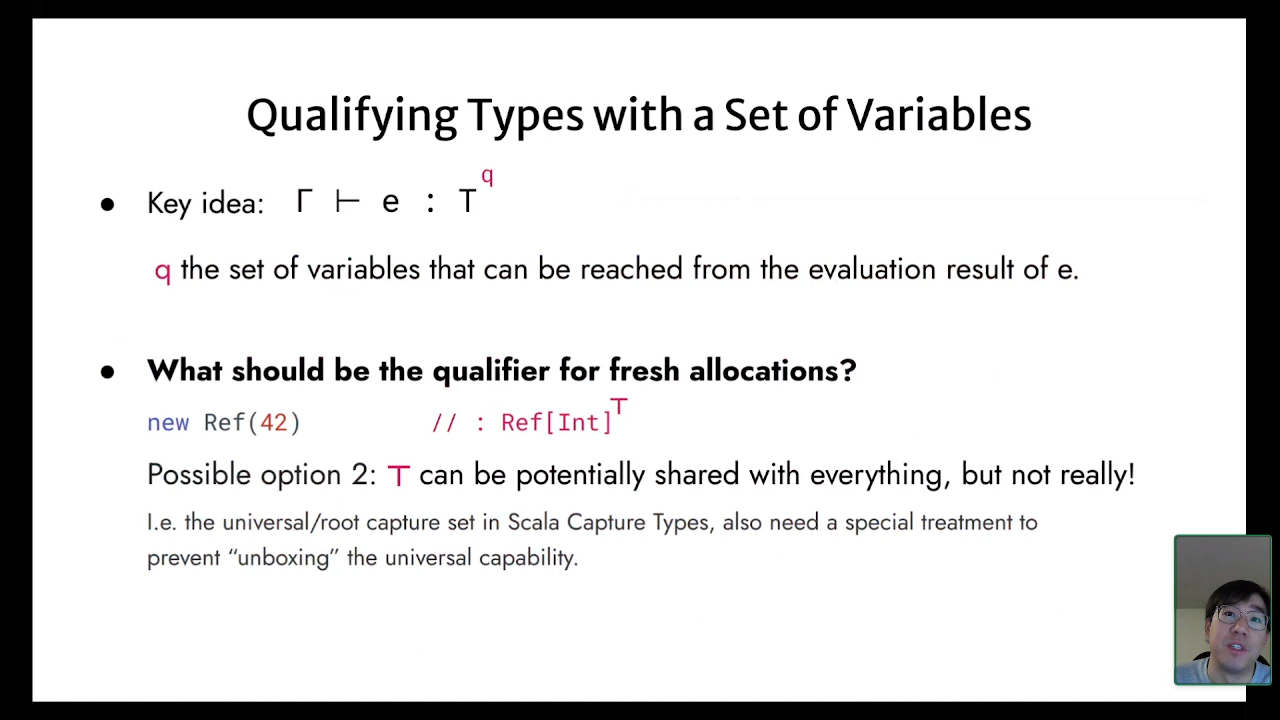 Qualifying Types with a Set of Variables
● Key idea: Γ ⊢ e : T^q
q the set of variables that can be reached from the evaluation result of e.
● What should be the qualifier for fresh allocations?
new Ref(42) // : Ref[Int]^⊤
Possible option 2: ⊤ can be potentially shared with everything, but not really!
I.e. the universal/root capture set in Scala Capture Types, also need a special treatment to
prevent “unboxing” the universal capability.